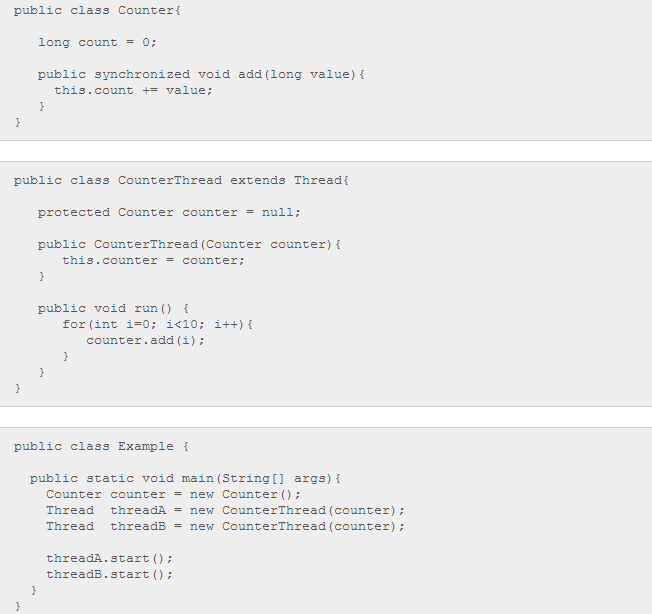 public class Counter{
long count = 0;
public synchronized void add(long value){
this.count += value;
}
}
public class CounterThread extends Thread{
protected Counter counter = null;
public CounterThread(Counter counter){
this.counter = counter;
}
public void run() {
for(int i=0; i<10; i++){
counter.add(i);
}
}
}
public class Example {
public static void main(String[] args){
Counter counter = new Counter();
Thread  threadA = new CounterThread(counter);
Thread  threadB = new CounterThread(counter);
threadA.start();
threadB.start();
}
}